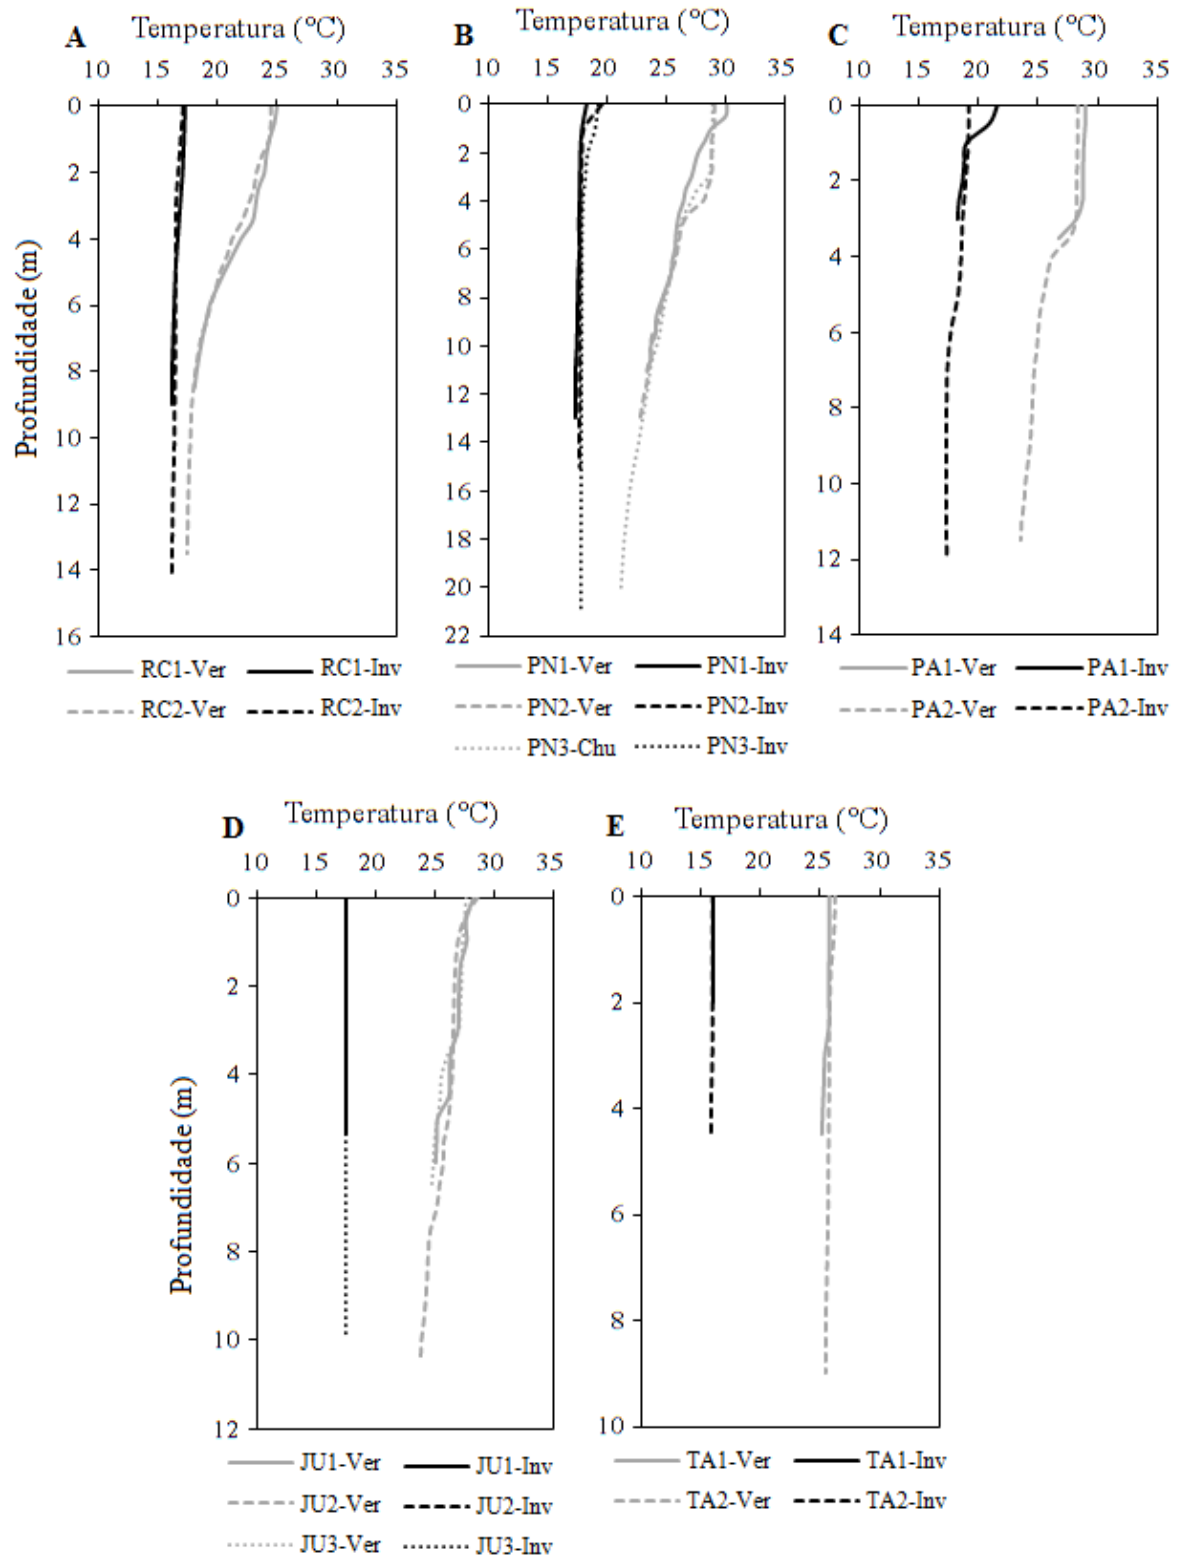 A Temperatura (°C)
10 15 20 25 30 35
0
2
4
6
8
10
12
14
16
Profundidade (m)
RC1-Ver RC1-Inv
RC2-Ver RC2-Inv
B Temperatura (°C)
10 15 20 25 30 35
0
2
4
6
8
10
12
14
16
18
20
22
PN1-Ver PN1-Inv
PN2-Ver PN2-Inv
PN3-Chu PN3-Inv
C Temperatura (°C)
10 15 20 25 30 35
0
2
4
6
8
10
12
14
PA1-Ver PA1-Inv
PA2-Ver PA2-Inv
D Temperatura (°C)
10 15 20 25 30 35
0
2
4
6
8
10
12
Profundidade (m)
JU1-Ver JU1-Inv
JU2-Ver JU2-Inv
JU3-Ver JU3-Inv
E Temperatura (°C)
10 15 20 25 30 35
0
2
4
6
8
10
TA1-Ver TA1-Inv
TA2-Ver TA2-Inv